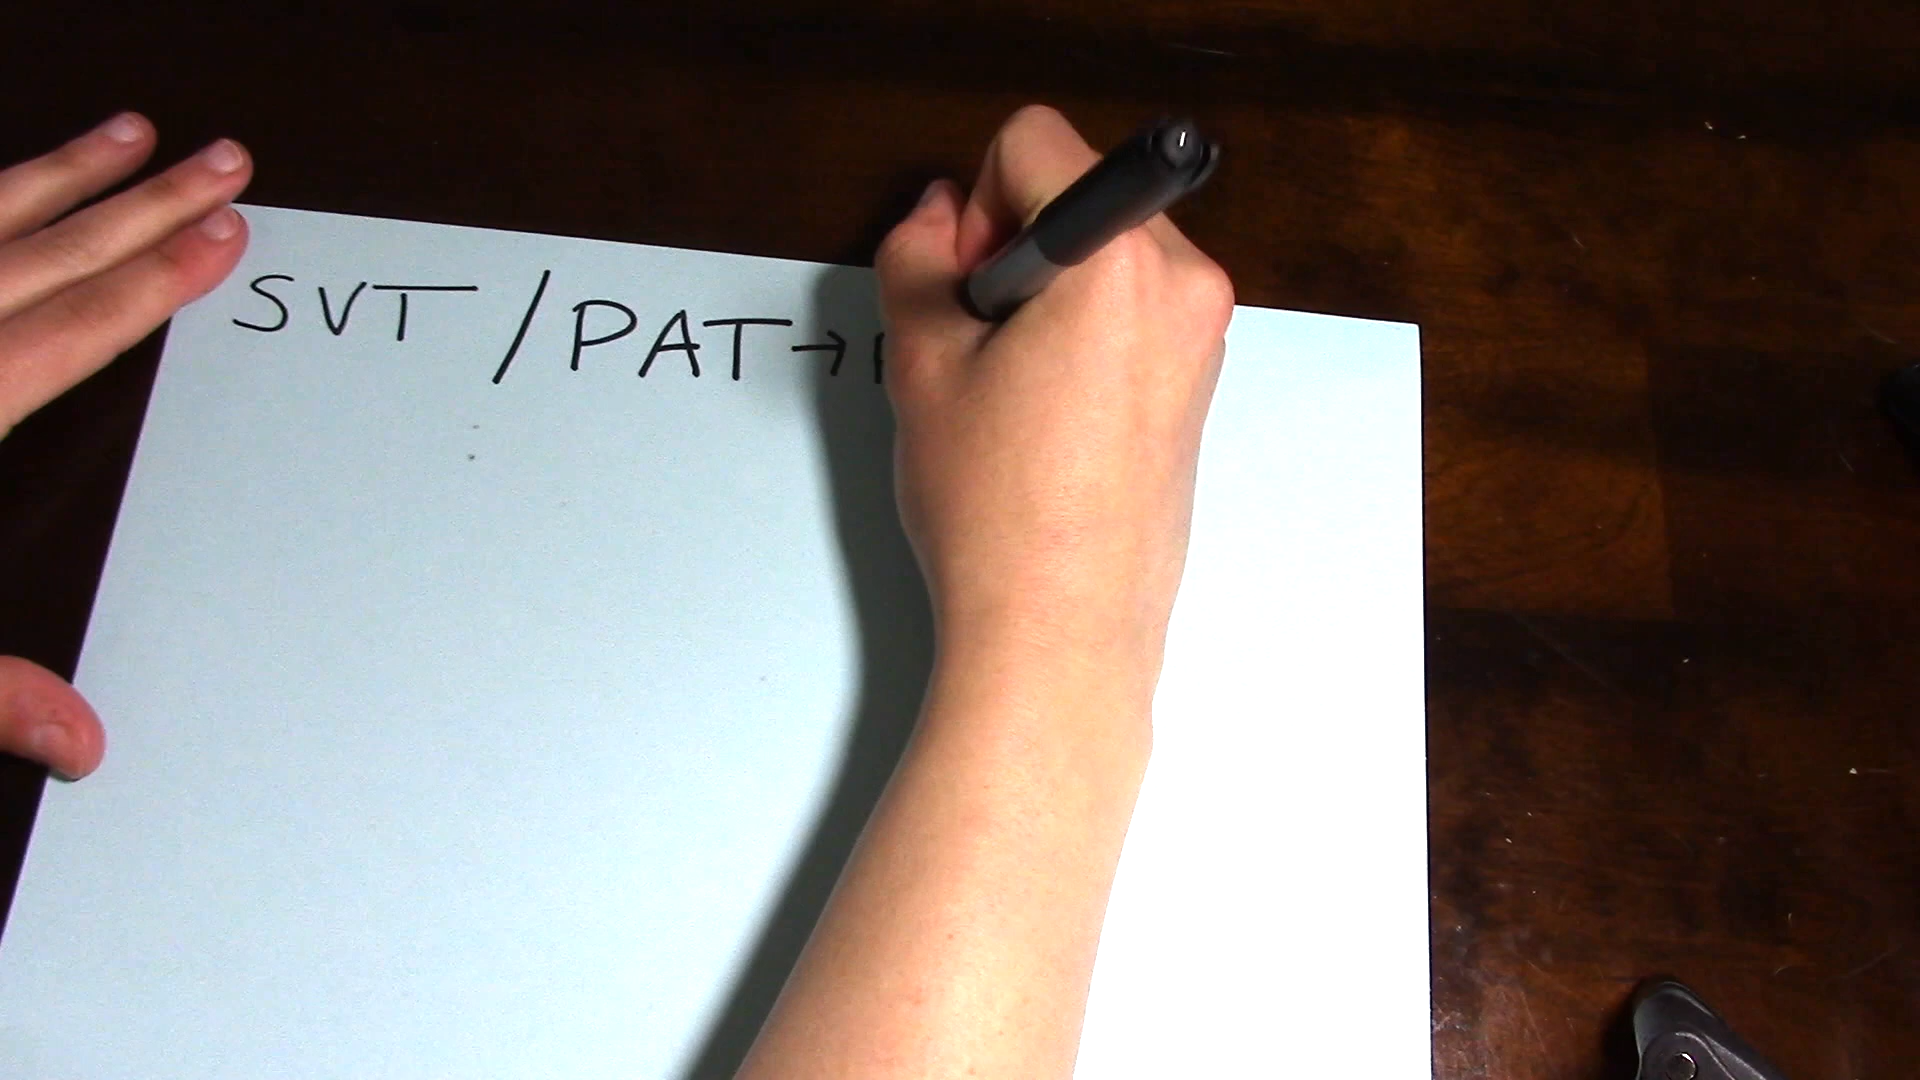 SVT / PAT →